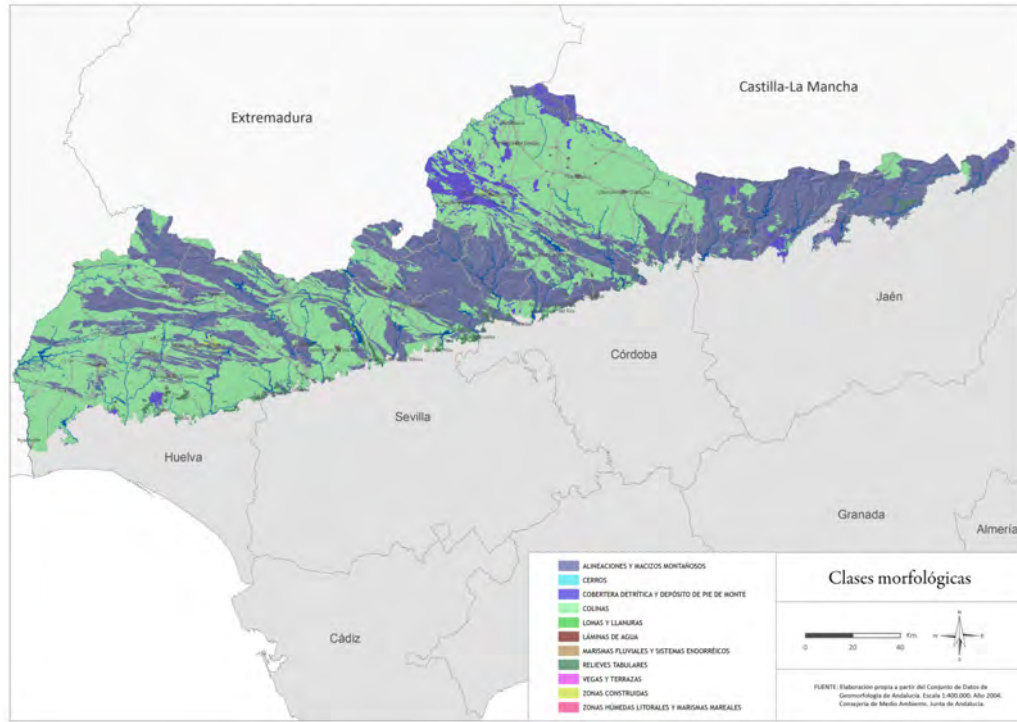 Castilla-La Mancha
Extremadura
Jaén
Córdoba
Sevilla
Huelva
Granada
Almería
Cádiz
ALINEACIONES Y MACIZOS MONTAÑOSOS
CERROS
COBERTERA DETRÍTICA Y DEPÓSITO DE PIE DE MONTE
COLINAS
LOMAS Y LLANURAS
LÁMINAS DE AGUA
MARISMAS FLUVIALES Y SISTEMAS ENDORRÉICOS
RELIEVES TABULARES
VEGAS Y TERRAZAS
ZONAS CONSTRUIDAS
ZONAS HÚMEDAS LITORALES Y MARISMAS MAREALES
Clases morfológicas
Km.
0 20 40
N
W E
S
FUENTE: Elaboración propia a partir del Conjunto de Datos de
Geomorfología de Andalucía. Escala 1:400.000. Año 2004.
Consejería de Medio Ambiente. Junta de Andalucía.